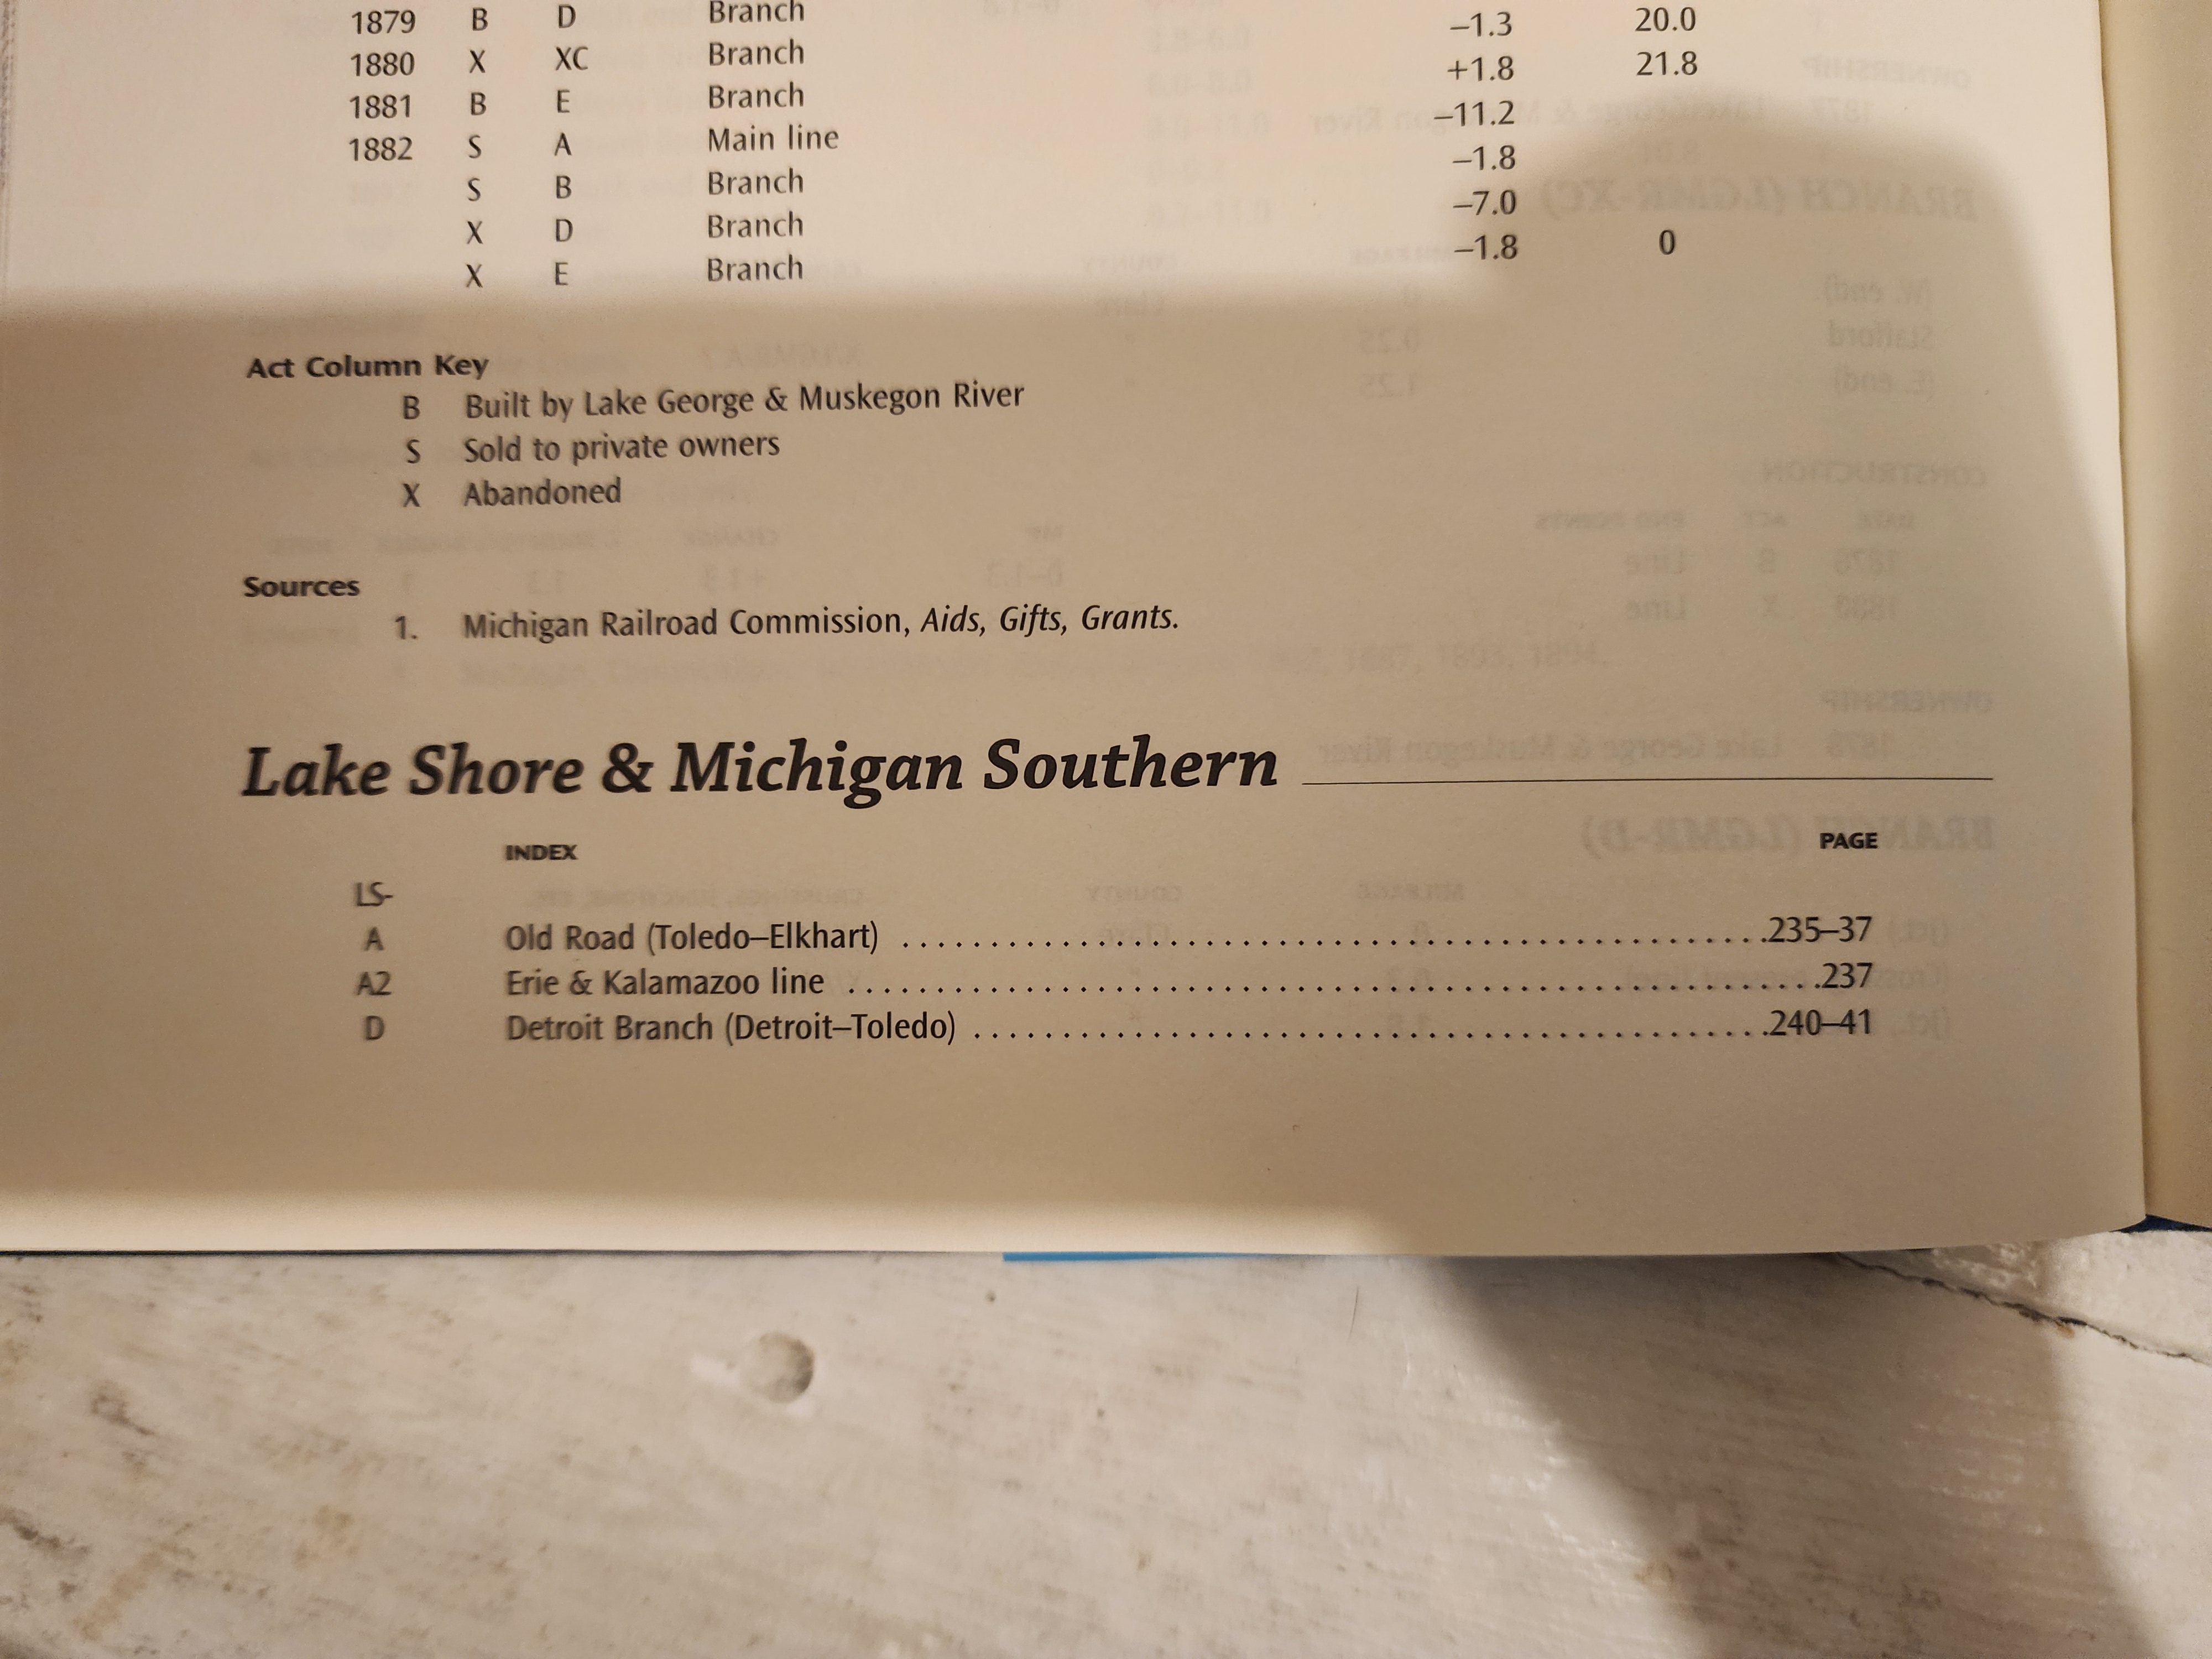 1879 B D Branch
1880 X XC Branch –1.3 20.0
1881 B E Branch +1.8 21.8
1882 S A Main line –11.2
S B Branch –1.8
X D Branch –7.0
X E Branch –1.8 0
Act Column Key
B Built by Lake George & Muskegon River
S Sold to private owners
X Abandoned
Sources
1. Michigan Railroad Commission, Aids, Gifts, Grants.
Lake Shore & Michigan Southern
INDEX PAGE
LS-
A Old Road (Toledo–Elkhart) ........................................235–37
A2 Erie & Kalamazoo line .............................................237
D Detroit Branch (Detroit–Toledo) .....................................240–41